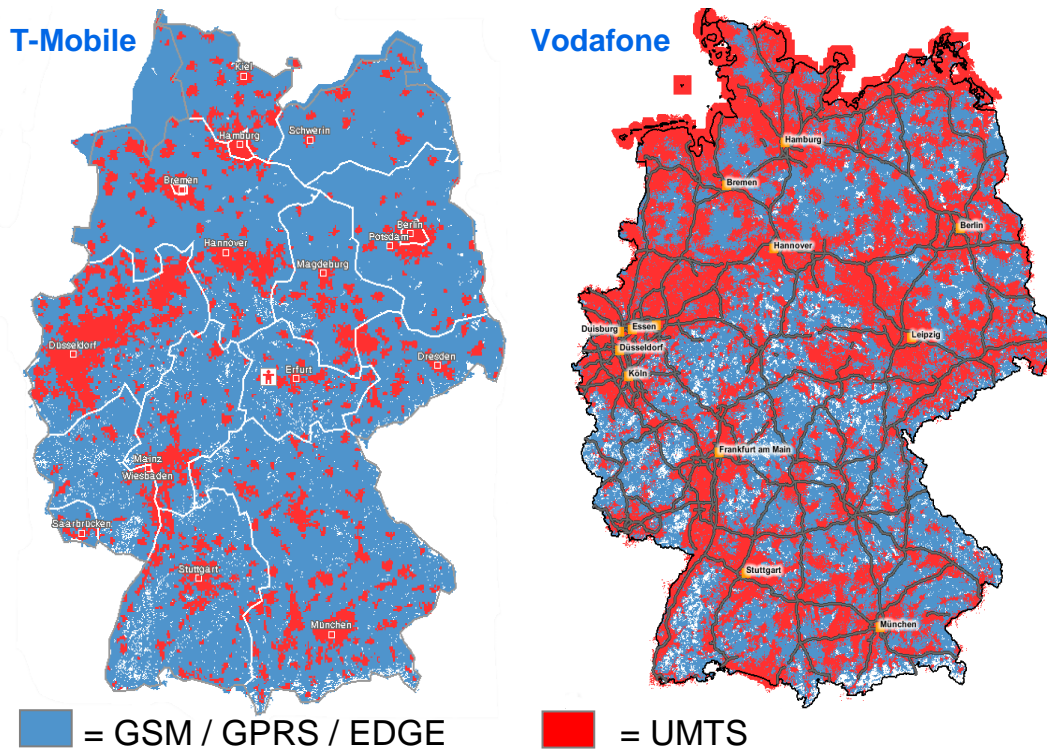 T-Mobile
Kiel
Hamburg
Schwerin
Bremen
Berlin
Potsdam
Hannover
Magdeburg
Düsseldorf
Dresden
Erfurt
Mainz
Wiesbaden
Saarbrücken
Stuttgart
München
Vodafone
Hamburg
Bremen
Berlin
Hannover
Duisburg
Essen
Leipzig
Düsseldorf
Köln
Frankfurt am Main
Stuttgart
München
= GSM / GPRS / EDGE
= UMTS